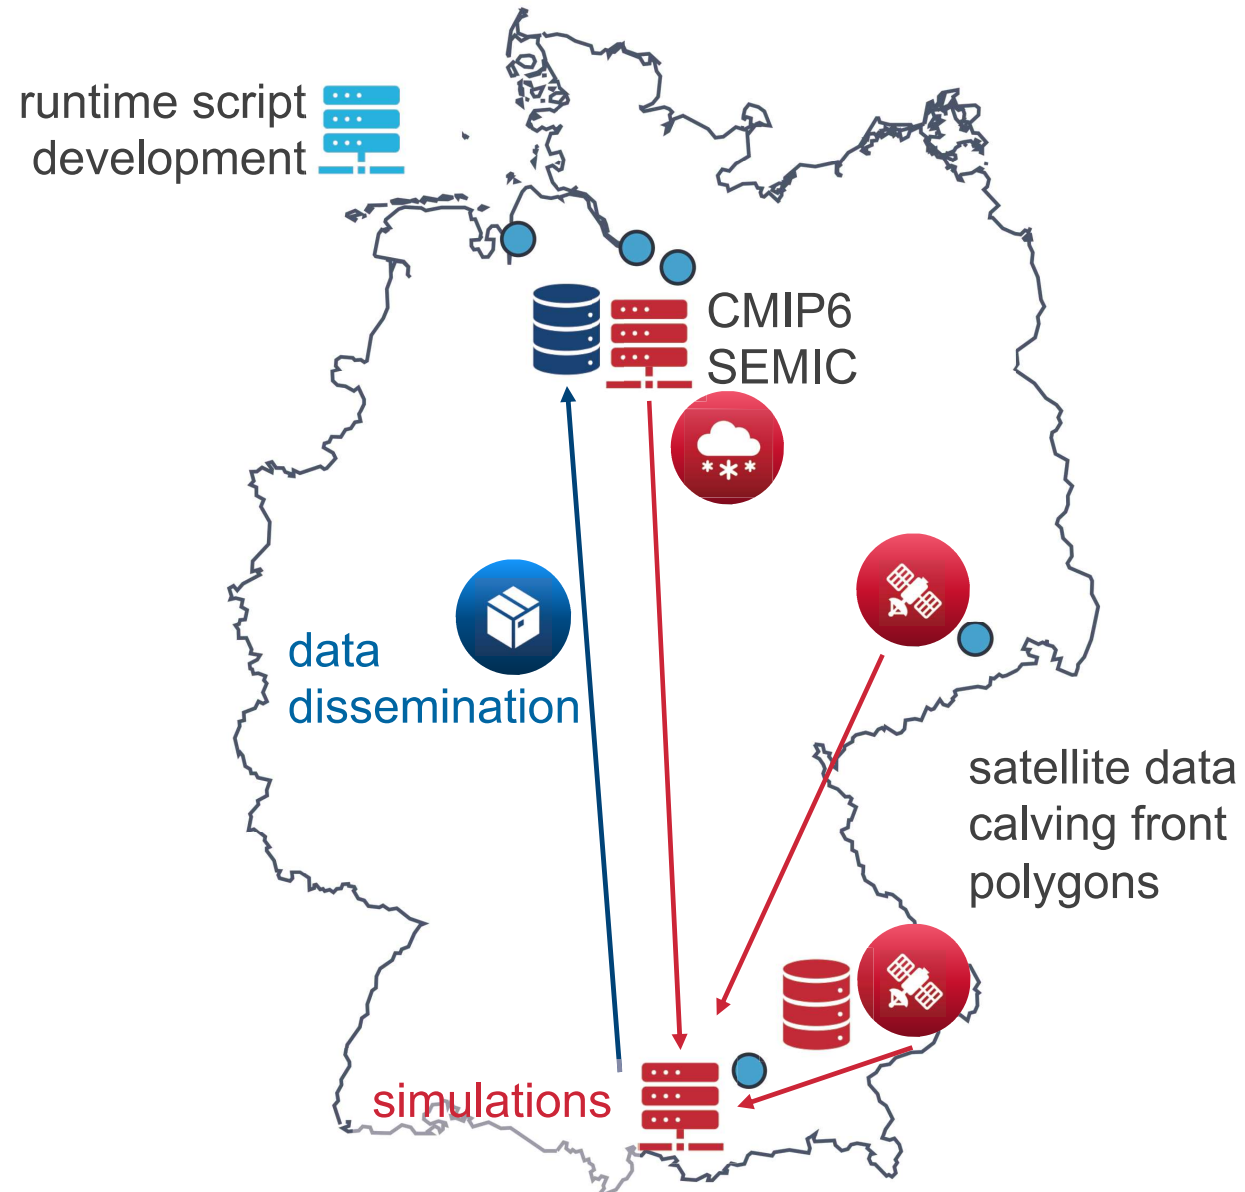 runtime script
development
CMIP6
SEMIC
data
dissemination
satellite data
calving front
polygons
simulations